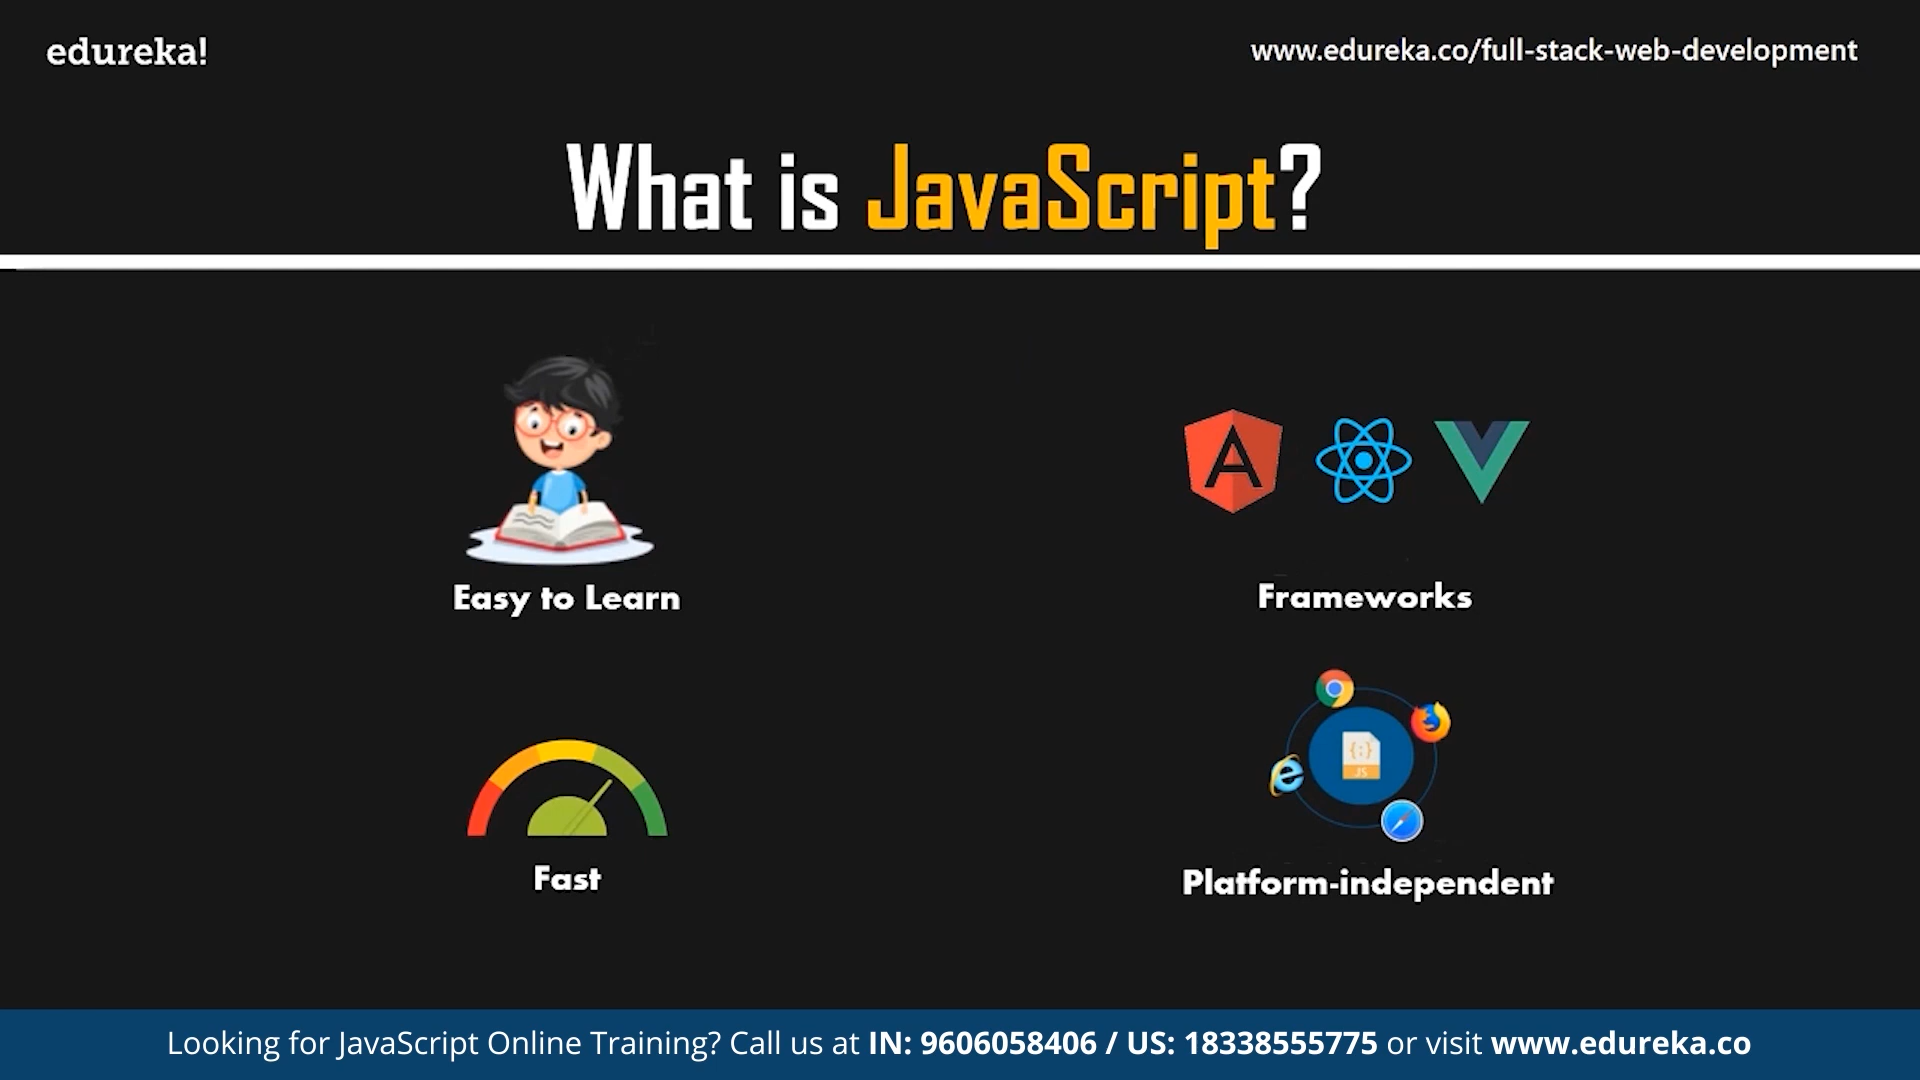 edureka!
www.edureka.co/full-stack-web-development
What is JavaScript?
Easy to Learn
Frameworks
A
{:}
JS
Fast
Platform-independent
Looking for JavaScript Online Training? Call us at IN: 9606058406 / US: 18338555775 or visit www.edureka.co